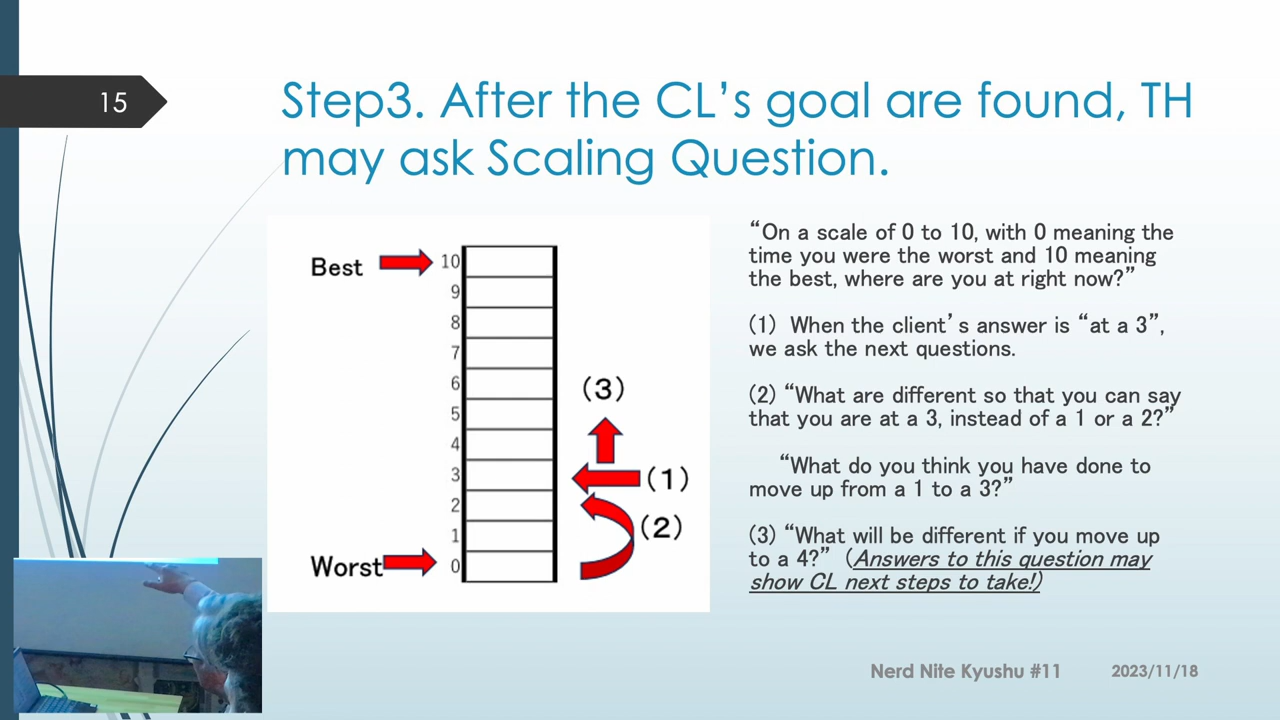 15
Step3. After the CL’s goal are found, TH
may ask Scaling Question.
Best
10
9
8
7
6
5
4
3
2
1
0
Worst
(3)
(1)
(2)
“On a scale of 0 to 10, with 0 meaning the
time you were the worst and 10 meaning
the best, where are you at right now?”
(1) When the client’s answer is “at a 3”,
we ask the next questions.
(2) “What are different so that you can say
that you are at a 3, instead of a 1 or a 2?”
“What do you think you have done to
move up from a 1 to a 3?”
(3) “What will be different if you move up
to a 4?” (Answers to this question may
show CL next steps to take!)
Nerd Nite Kyushu #11
2023/11/18